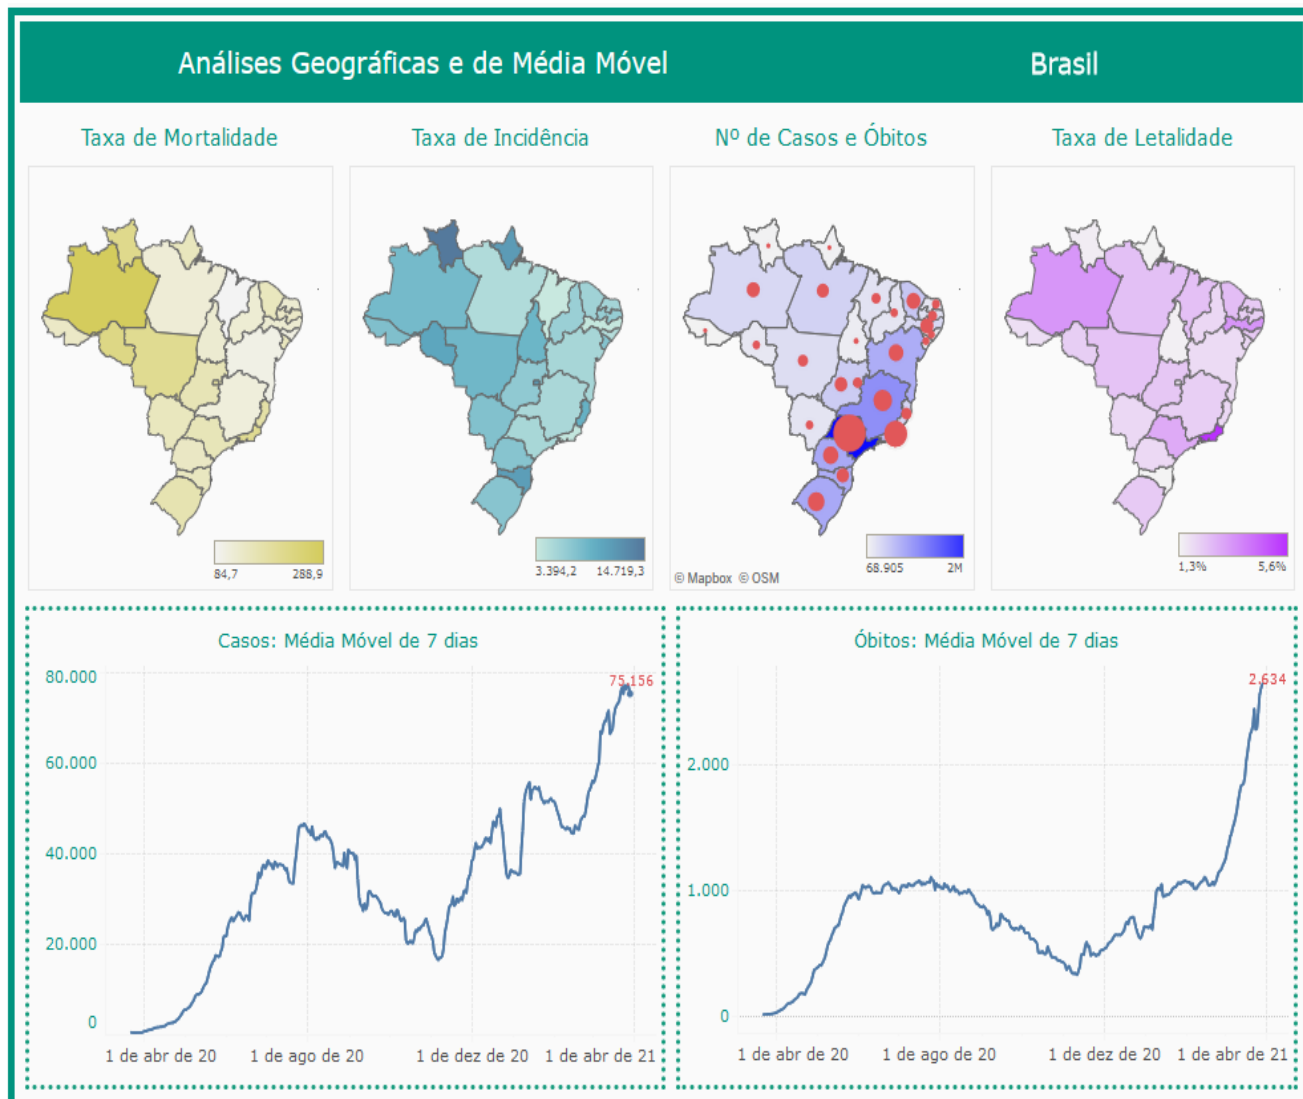 Análises Geográficas e de Média Móvel
Brasil
Taxa de Mortalidade
Taxa de Incidência
Nº de Casos e Óbitos
Taxa de Letalidade
84,7
288,9
3.394,2
14.719,3
© Mapbox © OSM
68.905
2M
1,3%
5,6%
Casos: Média Móvel de 7 dias
80.000
60.000
40.000
20.000
0
75.156
1 de abr de 20
1 de ago de 20
1 de dez de 20
1 de abr de 21
Óbitos: Média Móvel de 7 dias
2.000
1.000
0
2.634
1 de abr de 20
1 de ago de 20
1 de dez de 20
1 de abr de 21